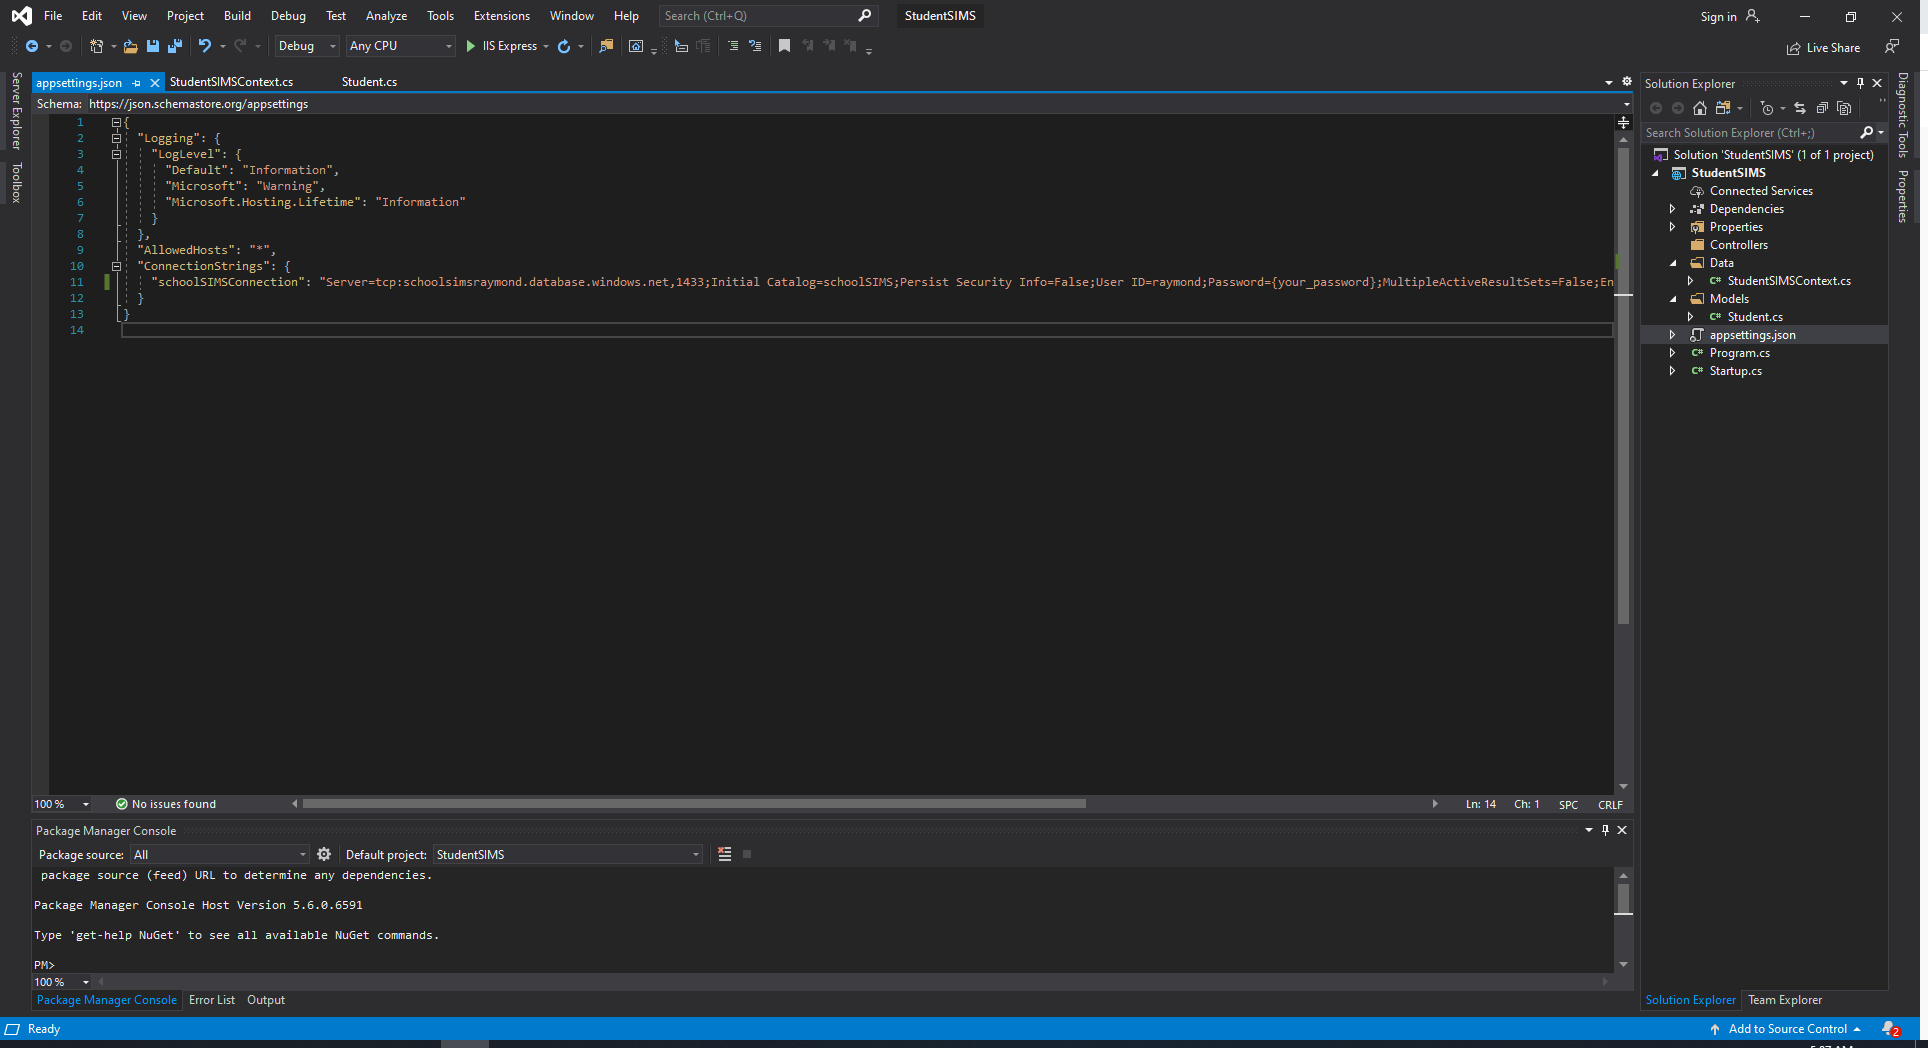 File Edit View Project Build Debug Test Analyze Tools Extensions Window Help Search (Ctrl+Q) StudentSIMS Sign in
Debug Any CPU IIS Express Live Share
Server Explorer
Toolbox
appsettings.json StudentSIMSContext.cs Student.cs
Schema: https://json.schemastore.org/appsettings
1 {
2 "Logging": {
3 "LogLevel": {
4 "Default": "Information",
5 "Microsoft": "Warning",
6 "Microsoft.Hosting.Lifetime": "Information"
7 }
8 },
9 "AllowedHosts": "*",
10 "ConnectionStrings": {
11 "schoolSIMSConnection": "Server=tcp:schoolsimsraymond.database.windows.net,1433;Initial Catalog=schoolSIMS;Persist Security Info=False;User ID=raymond;Password={your_password};MultipleActiveResultSets=False;En
12 }
13 }
14
100 % No issues found Ln: 14 Ch: 1 SPC CRLF
Package Manager Console
Package source: All Default project: StudentSIMS
package source (feed) URL to determine any dependencies.
Package Manager Console Host Version 5.6.0.6591
Type 'get-help NuGet' to see all available NuGet commands.
PM>
100 %
Package Manager Console Error List Output
Solution Explorer
Search Solution Explorer (Ctrl+;)
Solution 'StudentSIMS' (1 of 1 project)
StudentSIMS
Connected Services
Dependencies
Properties
Controllers
Data
C# StudentSIMSContext.cs
Models
C# Student.cs
appsettings.json
C# Program.cs
C# Startup.cs
Solution Explorer Team Explorer
Diagnostic Tools
Properties
Ready Add to Source Control 2